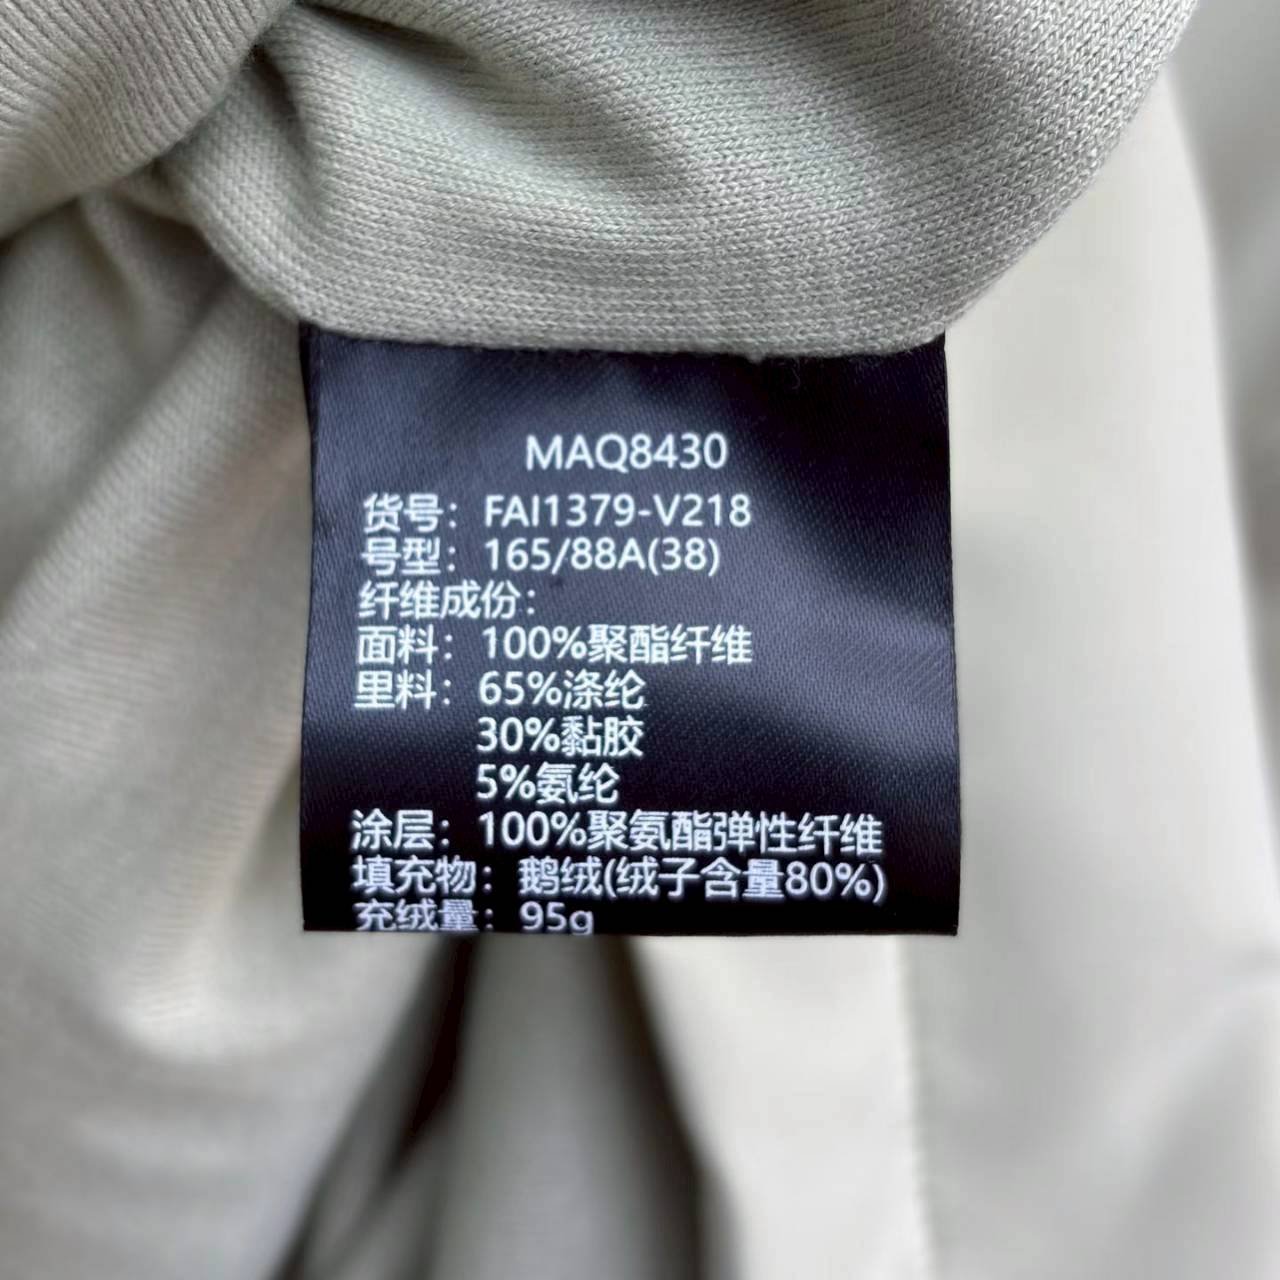 MAQ8430
货号：FAI1379-V218
号型：165/88A(38)
纤维成份：
面料：100%聚酯纤维
里料：65%涤纶
30%黏胶
5%氨纶
涂层：100%聚氨酯弹性纤维
填充物：鹅绒(绒子含量80%)
充绒量：95g